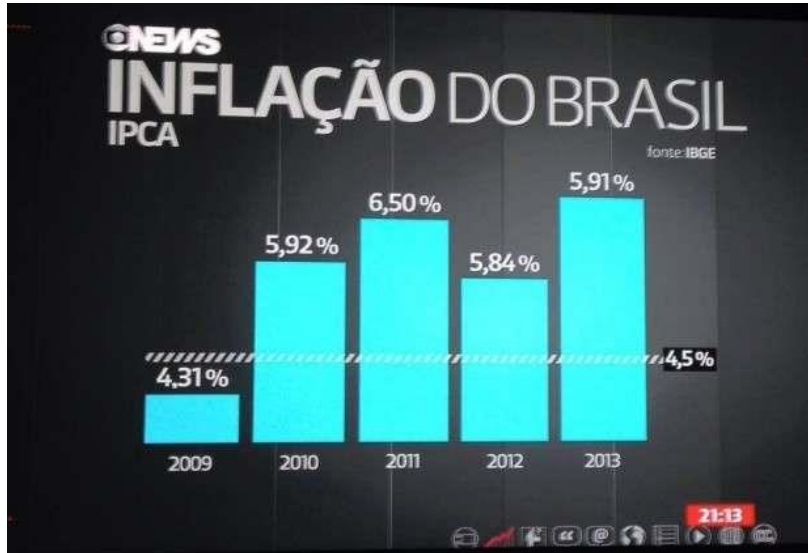 GNEWS
INFLAÇÃO DO BRASIL
IPCA
fonte:IBGE
4,31%
5,92%
6,50%
5,84%
5,91%
4,5%
2009 2010 2011 2012 2013
21:13